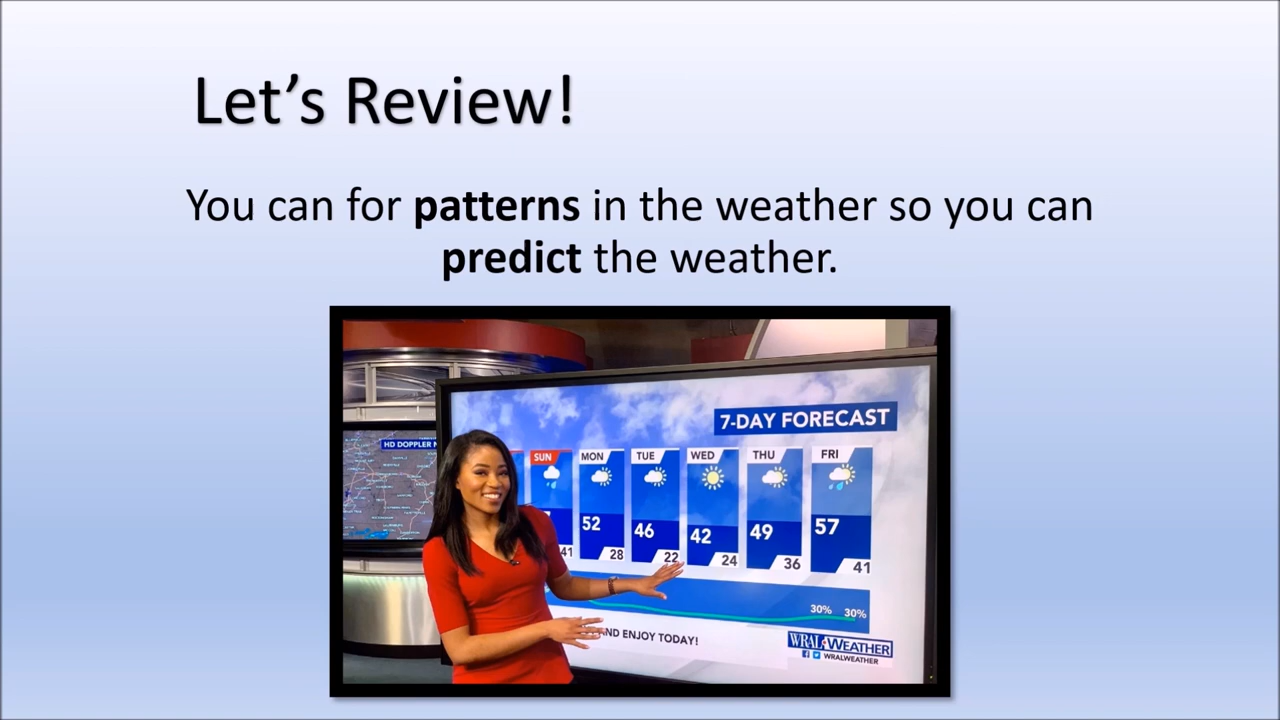 Let's Review!
You can for patterns in the weather so you can
predict the weather.
HD DOPPLER
7-DAY FORECAST
SUN MON TUE WED THU FRI
52 46 42 49 57
41 28 22 24 36 41
30% 30%
AND ENJOY TODAY!
WRAL WEATHER
WRALWEATHER